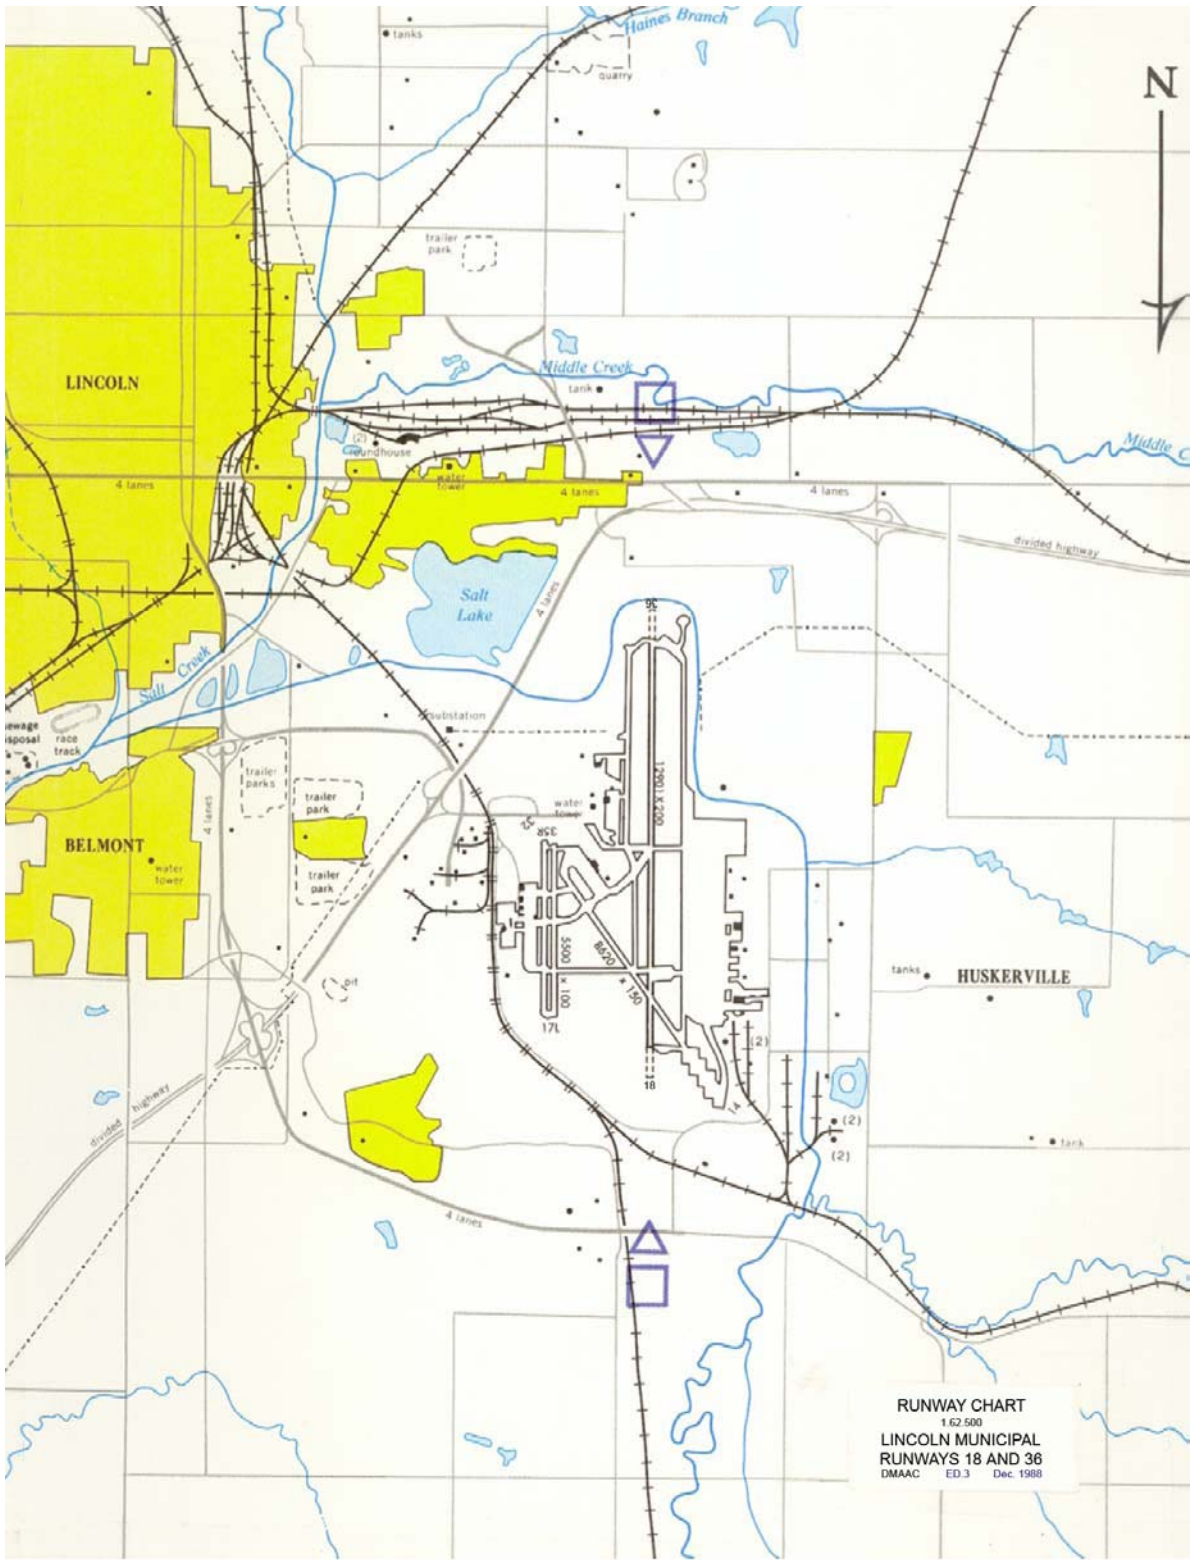 Haines Branch
tanks
quarry
N
trailer
park
LINCOLN
Middle Creek
tank
Middle C
(2)
roundhouse
water
tower
4 lanes
4 lanes
4 lanes
divided highway
Salt
Lake
4 lanes
36
Salt Creek
sewage
disposal
race
track
substation
trailer
parks
trailer
park
water
tower
12901 X 200
35R
32
4 lanes
BELMONT
water
tower
trailer
park
5500 x 100
8620 x 150
tanks
HUSKERVILLE
pit
17L
(2)
18
14
divided highway
(2)
(2)
tank
4 lanes
RUNWAY CHART
1.62.500
LINCOLN MUNICIPAL
RUNWAYS 18 AND 36
DMAAC ED.3 Dec. 1988